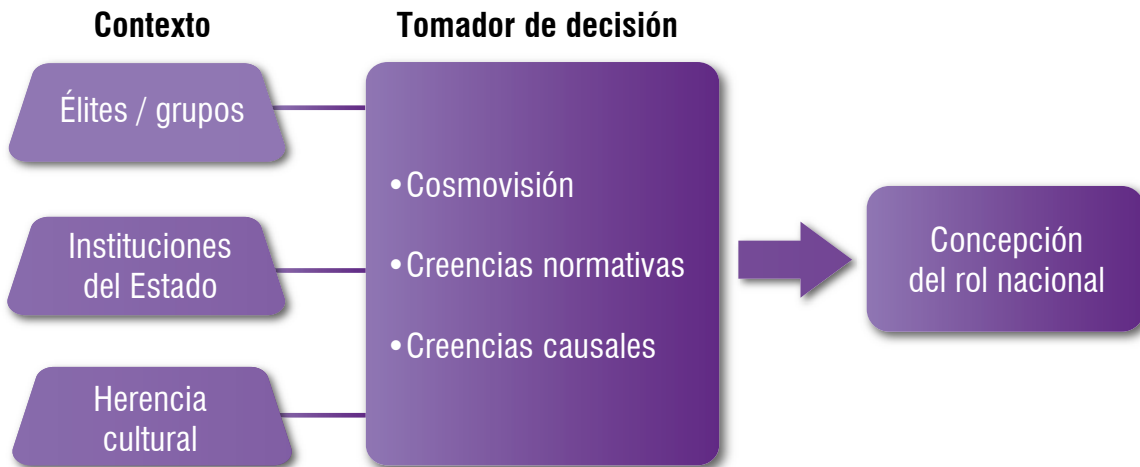 Contexto
Tomador de decisión
Élites / grupos
Instituciones
del Estado
Herencia
cultural
•Cosmovisión
•Creencias normativas
•Creencias causales
Concepción
del rol nacional